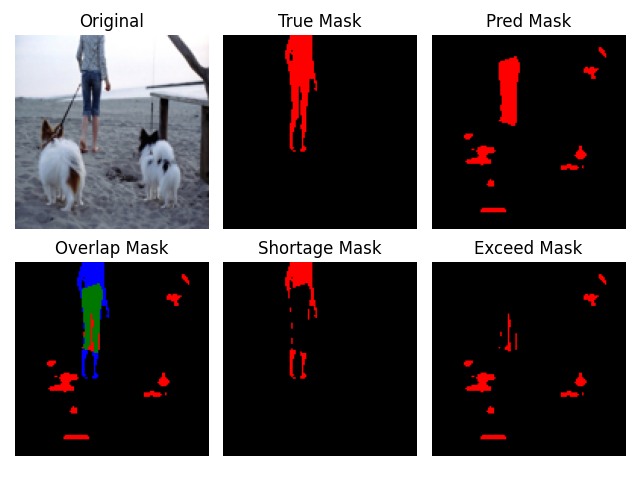 Original
True Mask
Pred Mask
Overlap Mask
Shortage Mask
Exceed Mask